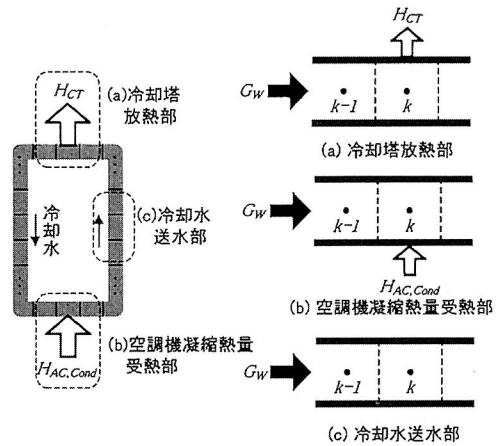 H_CT
(a)冷却塔
放熱部
冷却水
(c)冷却水
送水部
H_AC,Cond
(b)空調機凝縮熱量
受熱部
H_CT
G_W
k-1
k
(a) 冷却塔放熱部
G_W
k-1
k
H_AC,Cond
(b) 空調機凝縮熱量受熱部
G_W
k-1
k
(c) 冷却水送水部